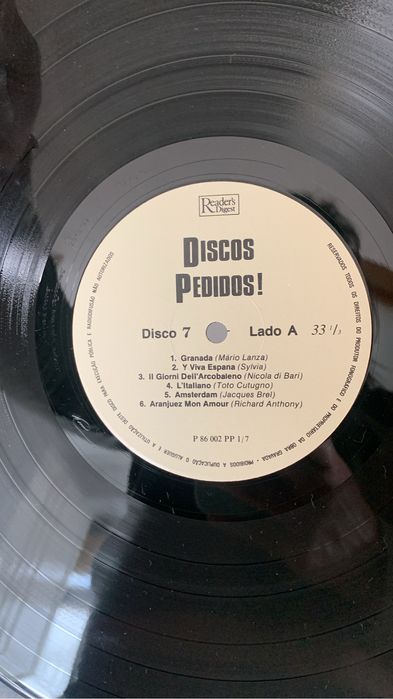 Reader's
Digest
DISCOS
PEDIDOS!
Disco 7 Lado A 33 1/3
1. Granada (Mário Lanza)
2. Y Viva Espana (Sylvia)
3. Il Giorni Dell'Arcobaleno (Nicola di Bari)
4. L'Italiano (Toto Cutugno)
5. Amsterdam (Jacques Brel)
6. Aranjuez Mon Amour (Richard Anthony)
P 86 002 PP 1/7
RESERVADOS TODOS OS DIREITOS DO PRODUTOR FONOGRÁFICO E DO PROPRIETÁRIO DA OBRA GRAVADA - PROIBIDOS A DUPLICAÇÃO O ALUGUER E A UTILIZAÇÃO DESTE DISCO PARA EXECUÇÃO PÚBLICA E RADIODIFUSÃO NÃO AUTORIZADOS